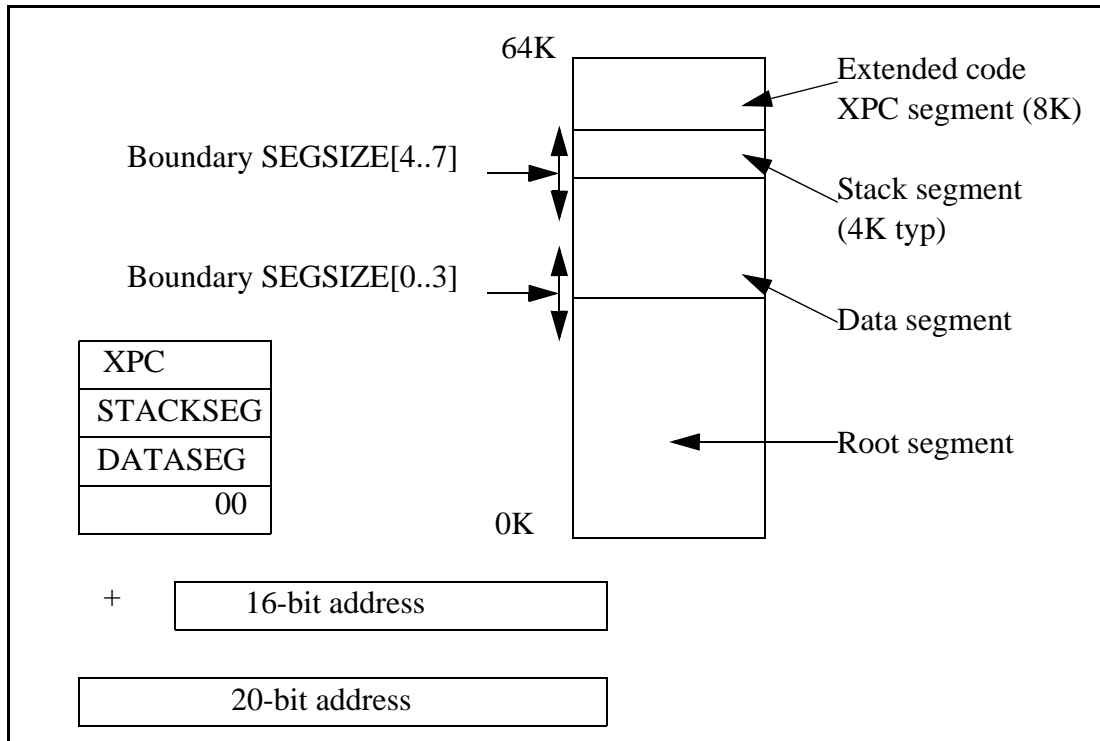 64K
Extended code
XPC segment (8K)
Boundary SEGSIZE[4..7]
Stack segment
(4K typ)
Boundary SEGSIZE[0..3]
Data segment
XPC
STACKSEG
DATASEG
00
Root segment
0K
+
16-bit address
20-bit address